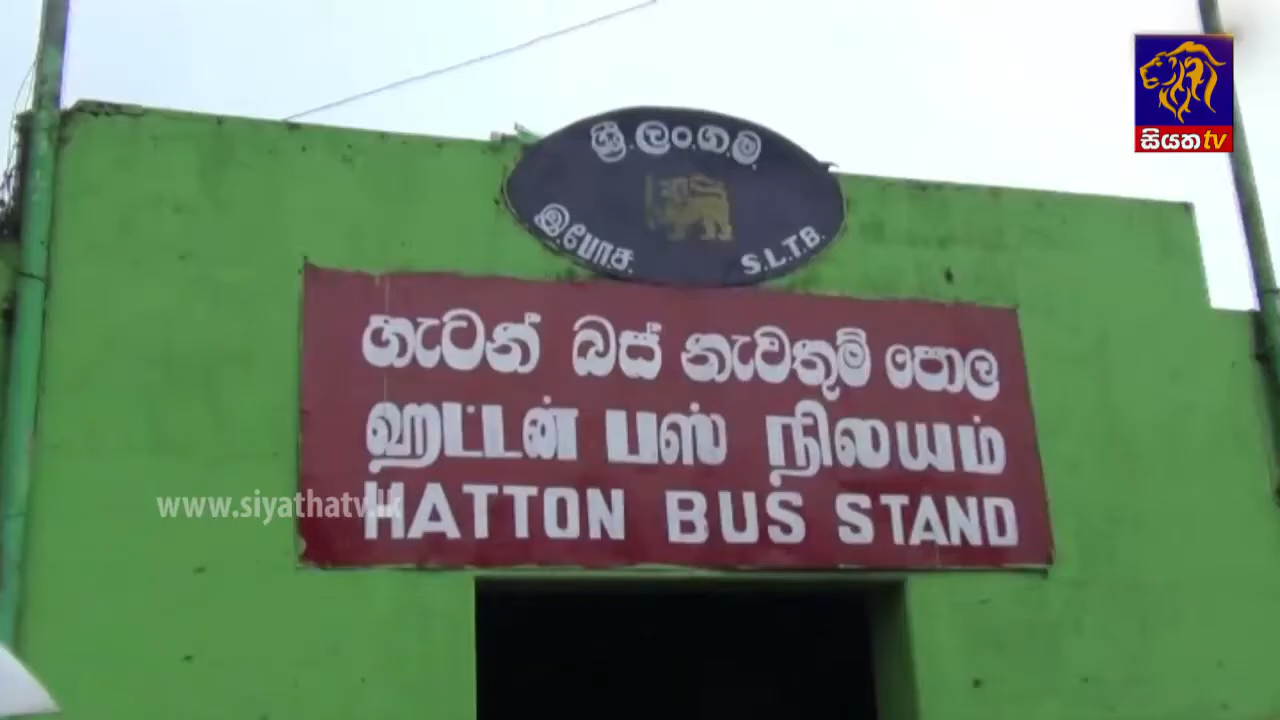 සියත tv
ශ්‍රී.ලං.ග.ම.
இ.போ.ச.
S.L.T.B.
හැටන් බස් නැවතුම් පොල
ஹட்டன் பஸ் நிலையம்
HATTON BUS STAND
www.siyathatv.lk